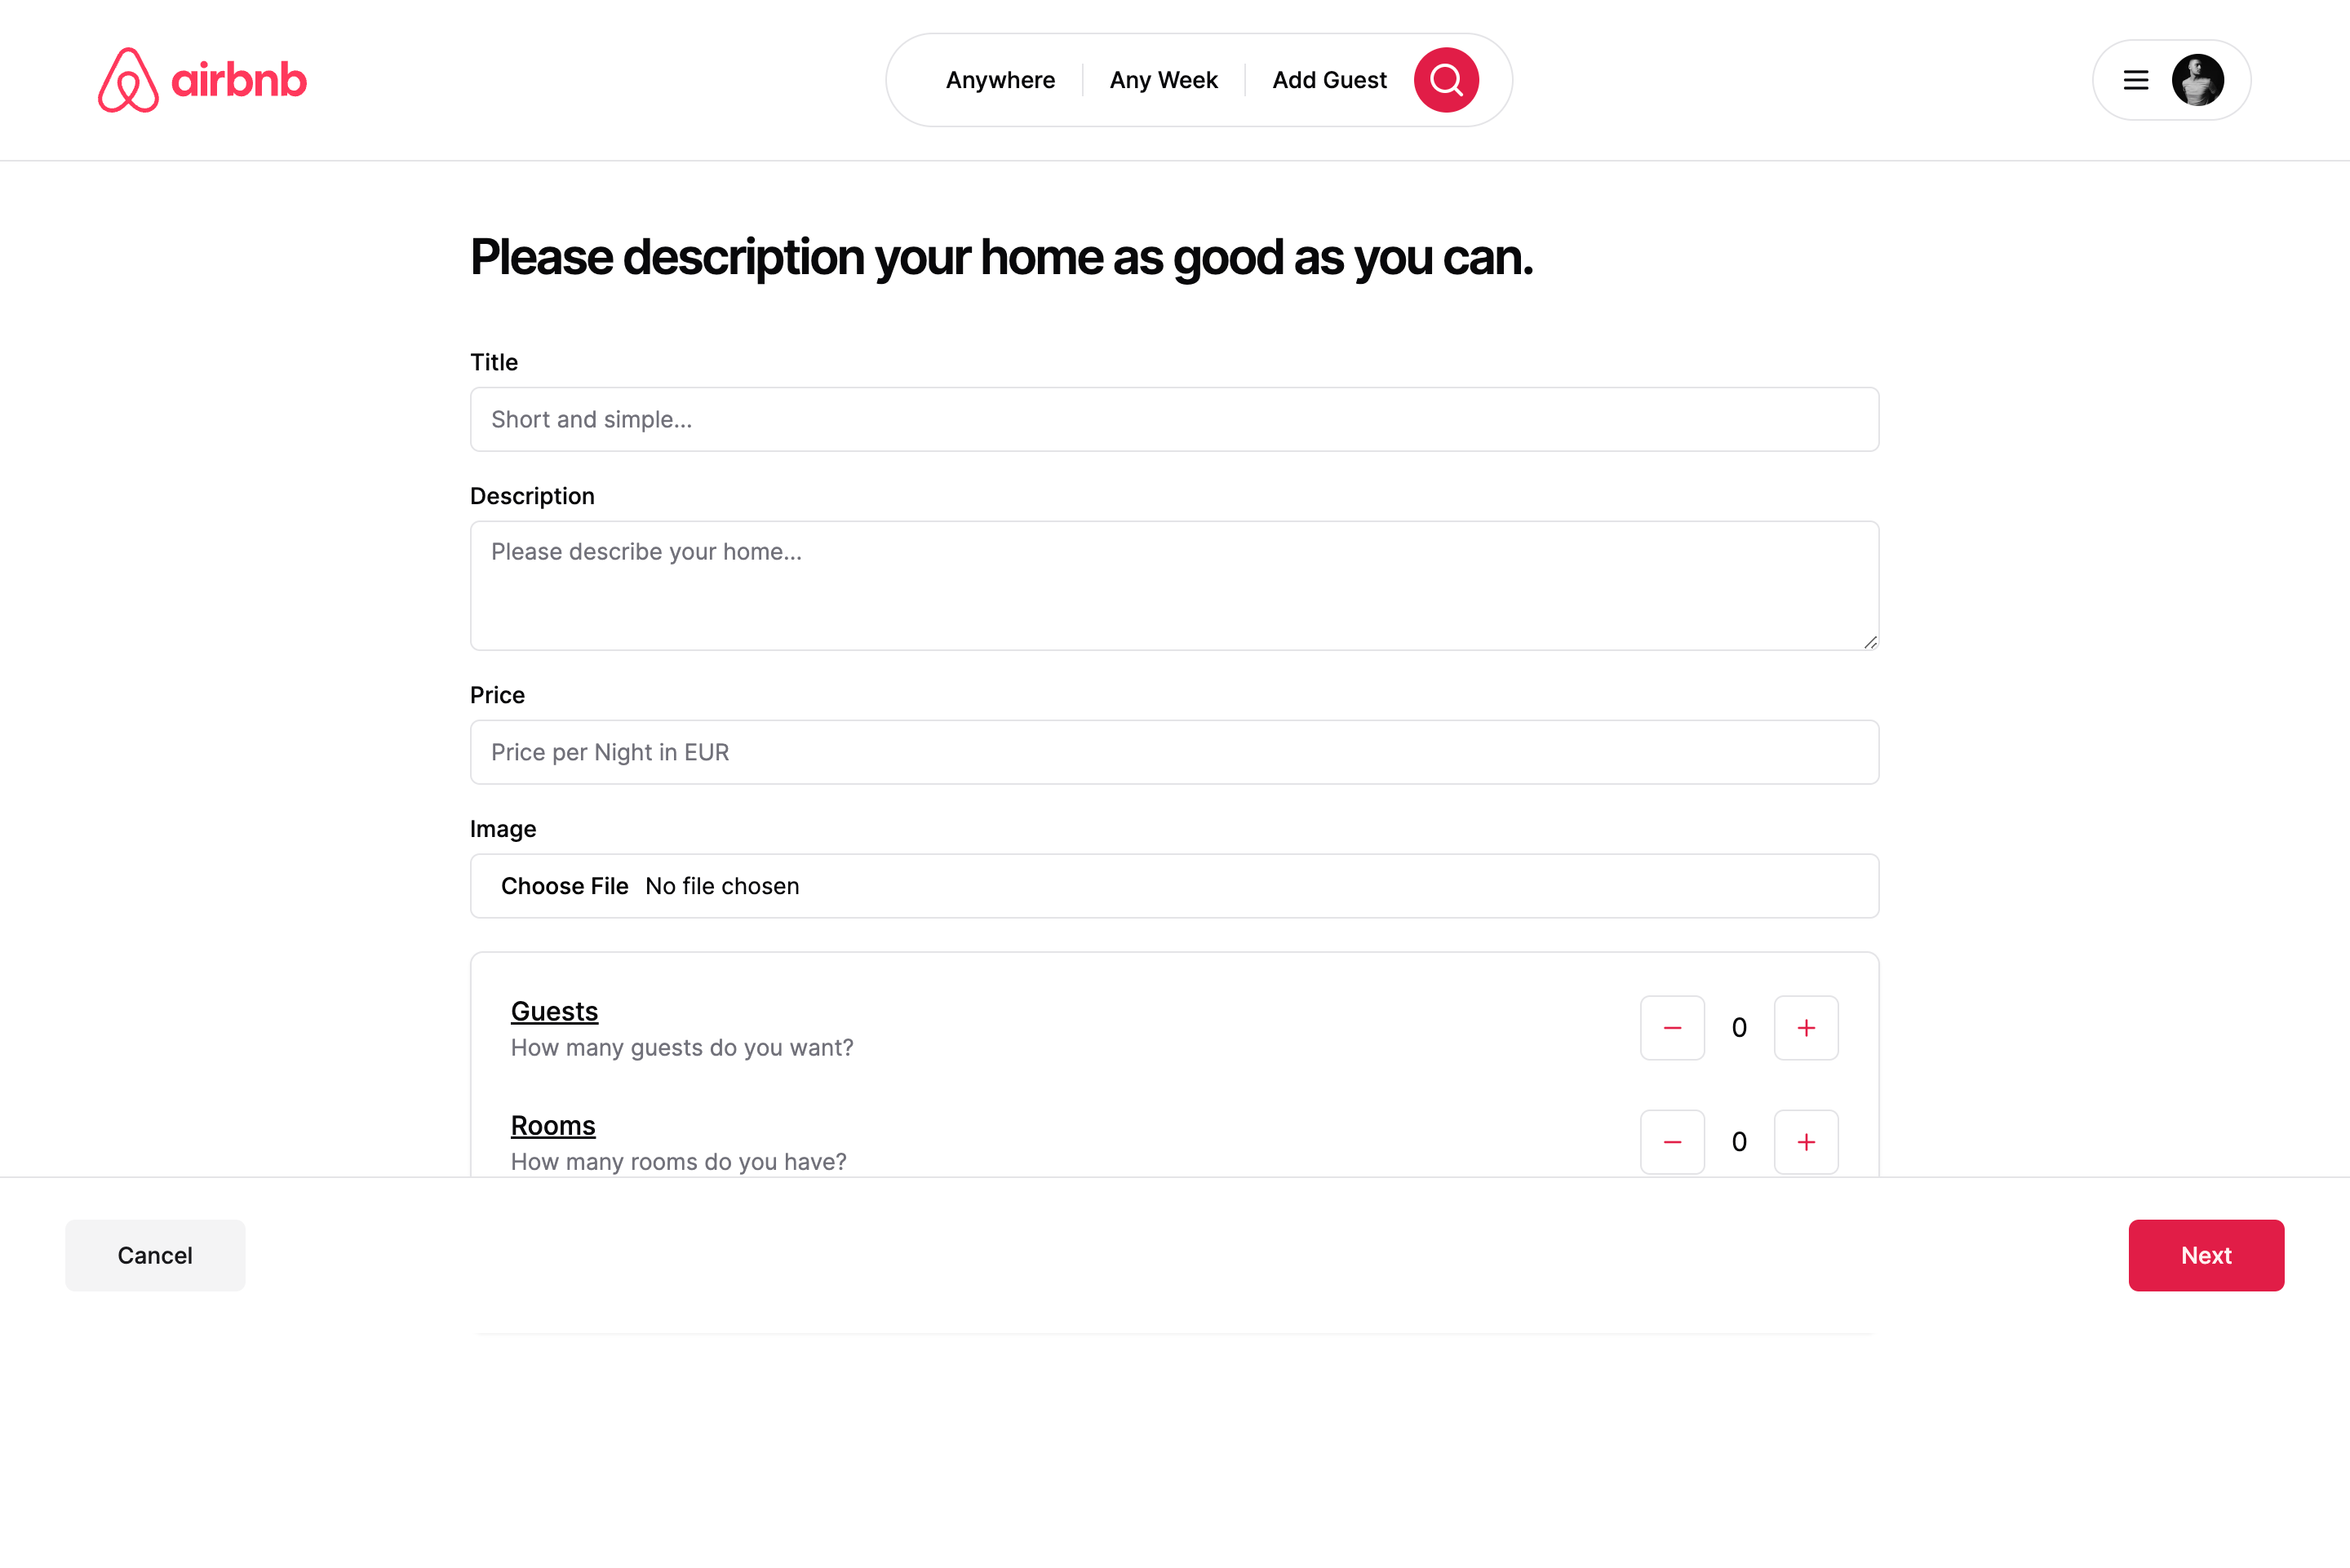 airbnb
Anywhere
Any Week
Add Guest
Please description your home as good as you can.
Title
Short and simple...
Description
Please describe your home...
Price
Price per Night in EUR
Image
Choose File No file chosen
Guests
How many guests do you want?
0
Rooms
How many rooms do you have?
0
Cancel
Next